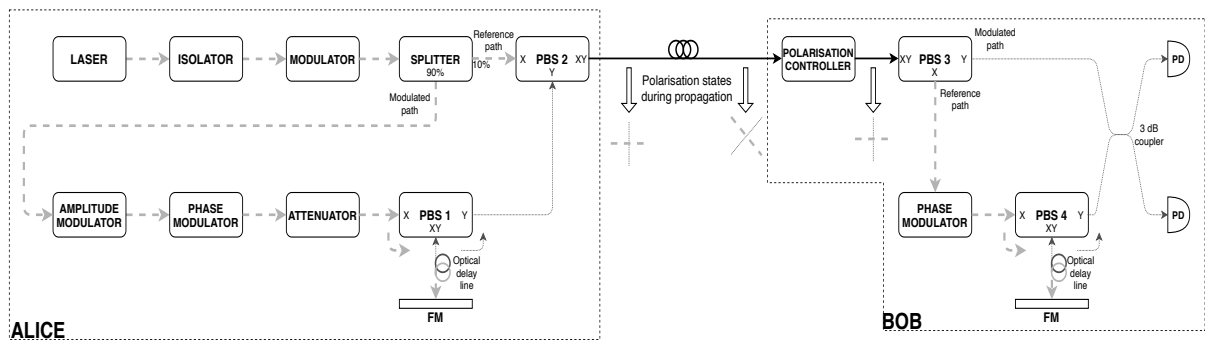 LASER
ISOLATOR
MODULATOR
SPLITTER
90%
Reference
path
10%
X PBS 2 XY
Y
Modulated
path
Polarisation states
during propagation
POLARISATION
CONTROLLER
XY PBS 3 Y
X
Modulated
path
Reference
path
PD
3 dB
coupler
AMPLITUDE
MODULATOR
PHASE
MODULATOR
ATTENUATOR
X PBS 1 Y
XY
Optical
delay
line
FM
PHASE
MODULATOR
X PBS 4 Y
XY
Optical
delay
line
FM
PD
ALICE
BOB